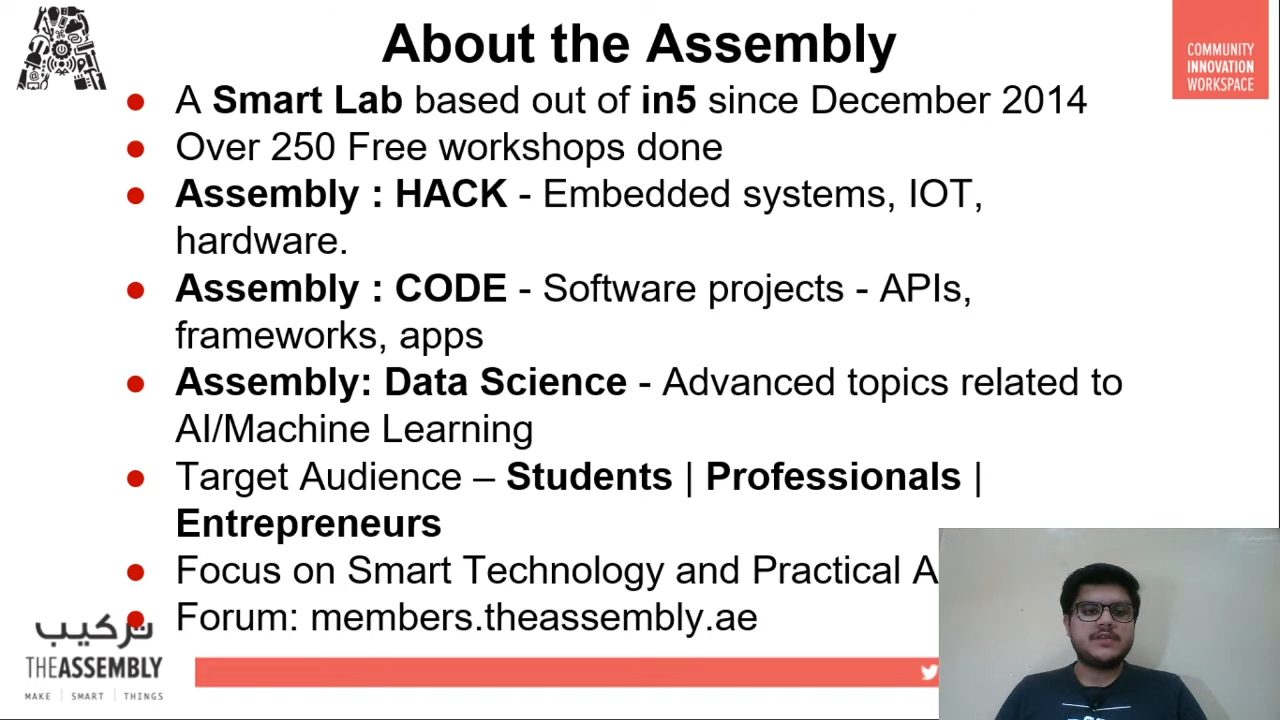 About the Assembly
COMMUNITY
INNOVATION
WORKSPACE
● A Smart Lab based out of in5 since December 2014
● Over 250 Free workshops done
● Assembly : HACK - Embedded systems, IOT,
hardware.
● Assembly : CODE - Software projects - APIs,
frameworks, apps
● Assembly: Data Science - Advanced topics related to
AI/Machine Learning
● Target Audience – Students | Professionals |
Entrepreneurs
● Focus on Smart Technology and Practical A
● Forum: members.theassembly.ae
تركيب
THEASSEMBLY
MAKE | SMART | THINGS